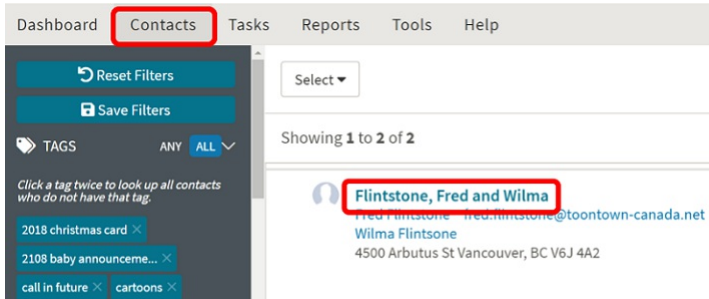 Dashboard Contacts Tasks Reports Tools Help
Reset Filters
Save Filters
TAGS ANY ALL
Click a tag twice to look up all contacts
who do not have that tag.
2018 christmas card ×
2108 baby announceme... ×
call in future × cartoons ×
Select
Showing 1 to 2 of 2
Flintstone, Fred and Wilma
Fred Flintstone - fred.flintstone@toontown-canada.net
Wilma Flintsone
4500 Arbutus St Vancouver, BC V6J 4A2